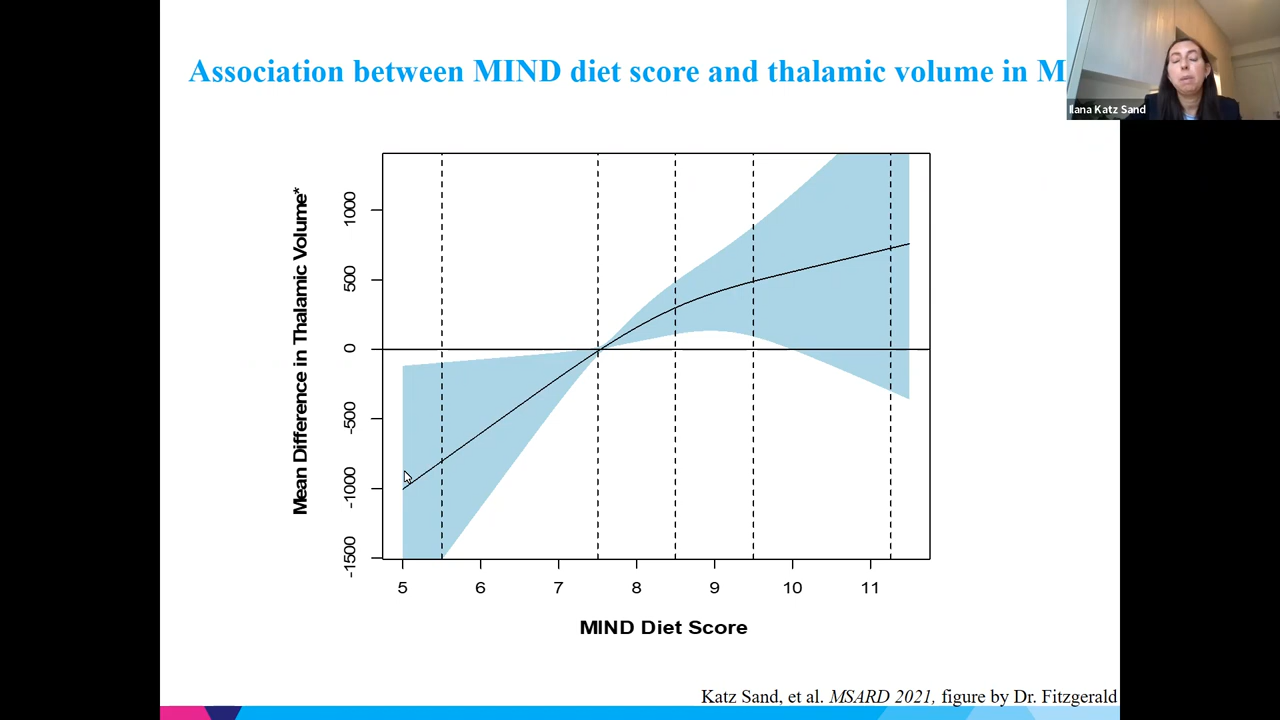 Association between MIND diet score and thalamic volume in M
Ilana Katz Sand
Mean Difference in Thalamic Volume*
1000
500
0
-500
-1000
-1500
5 6 7 8 9 10 11
MIND Diet Score
Katz Sand, et al. MSARD 2021, figure by Dr. Fitzgerald